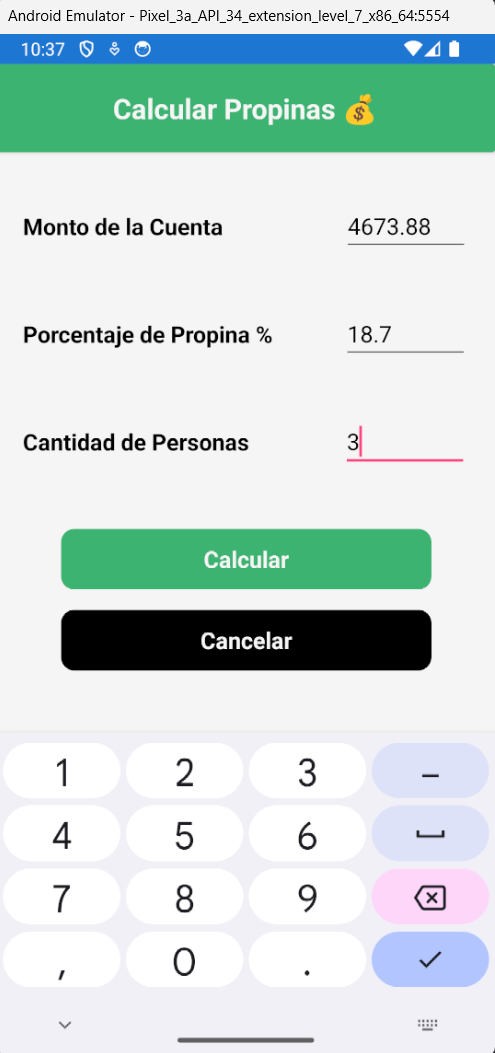 Android Emulator - Pixel_3a_API_34_extension_level_7_x86_64:5554
10:37
Calcular Propinas 💰
Monto de la Cuenta 4673.88
Porcentaje de Propina % 18.7
Cantidad de Personas 3
Calcular
Cancelar
1 2 3 –
4 5 6
7 8 9
, 0 .